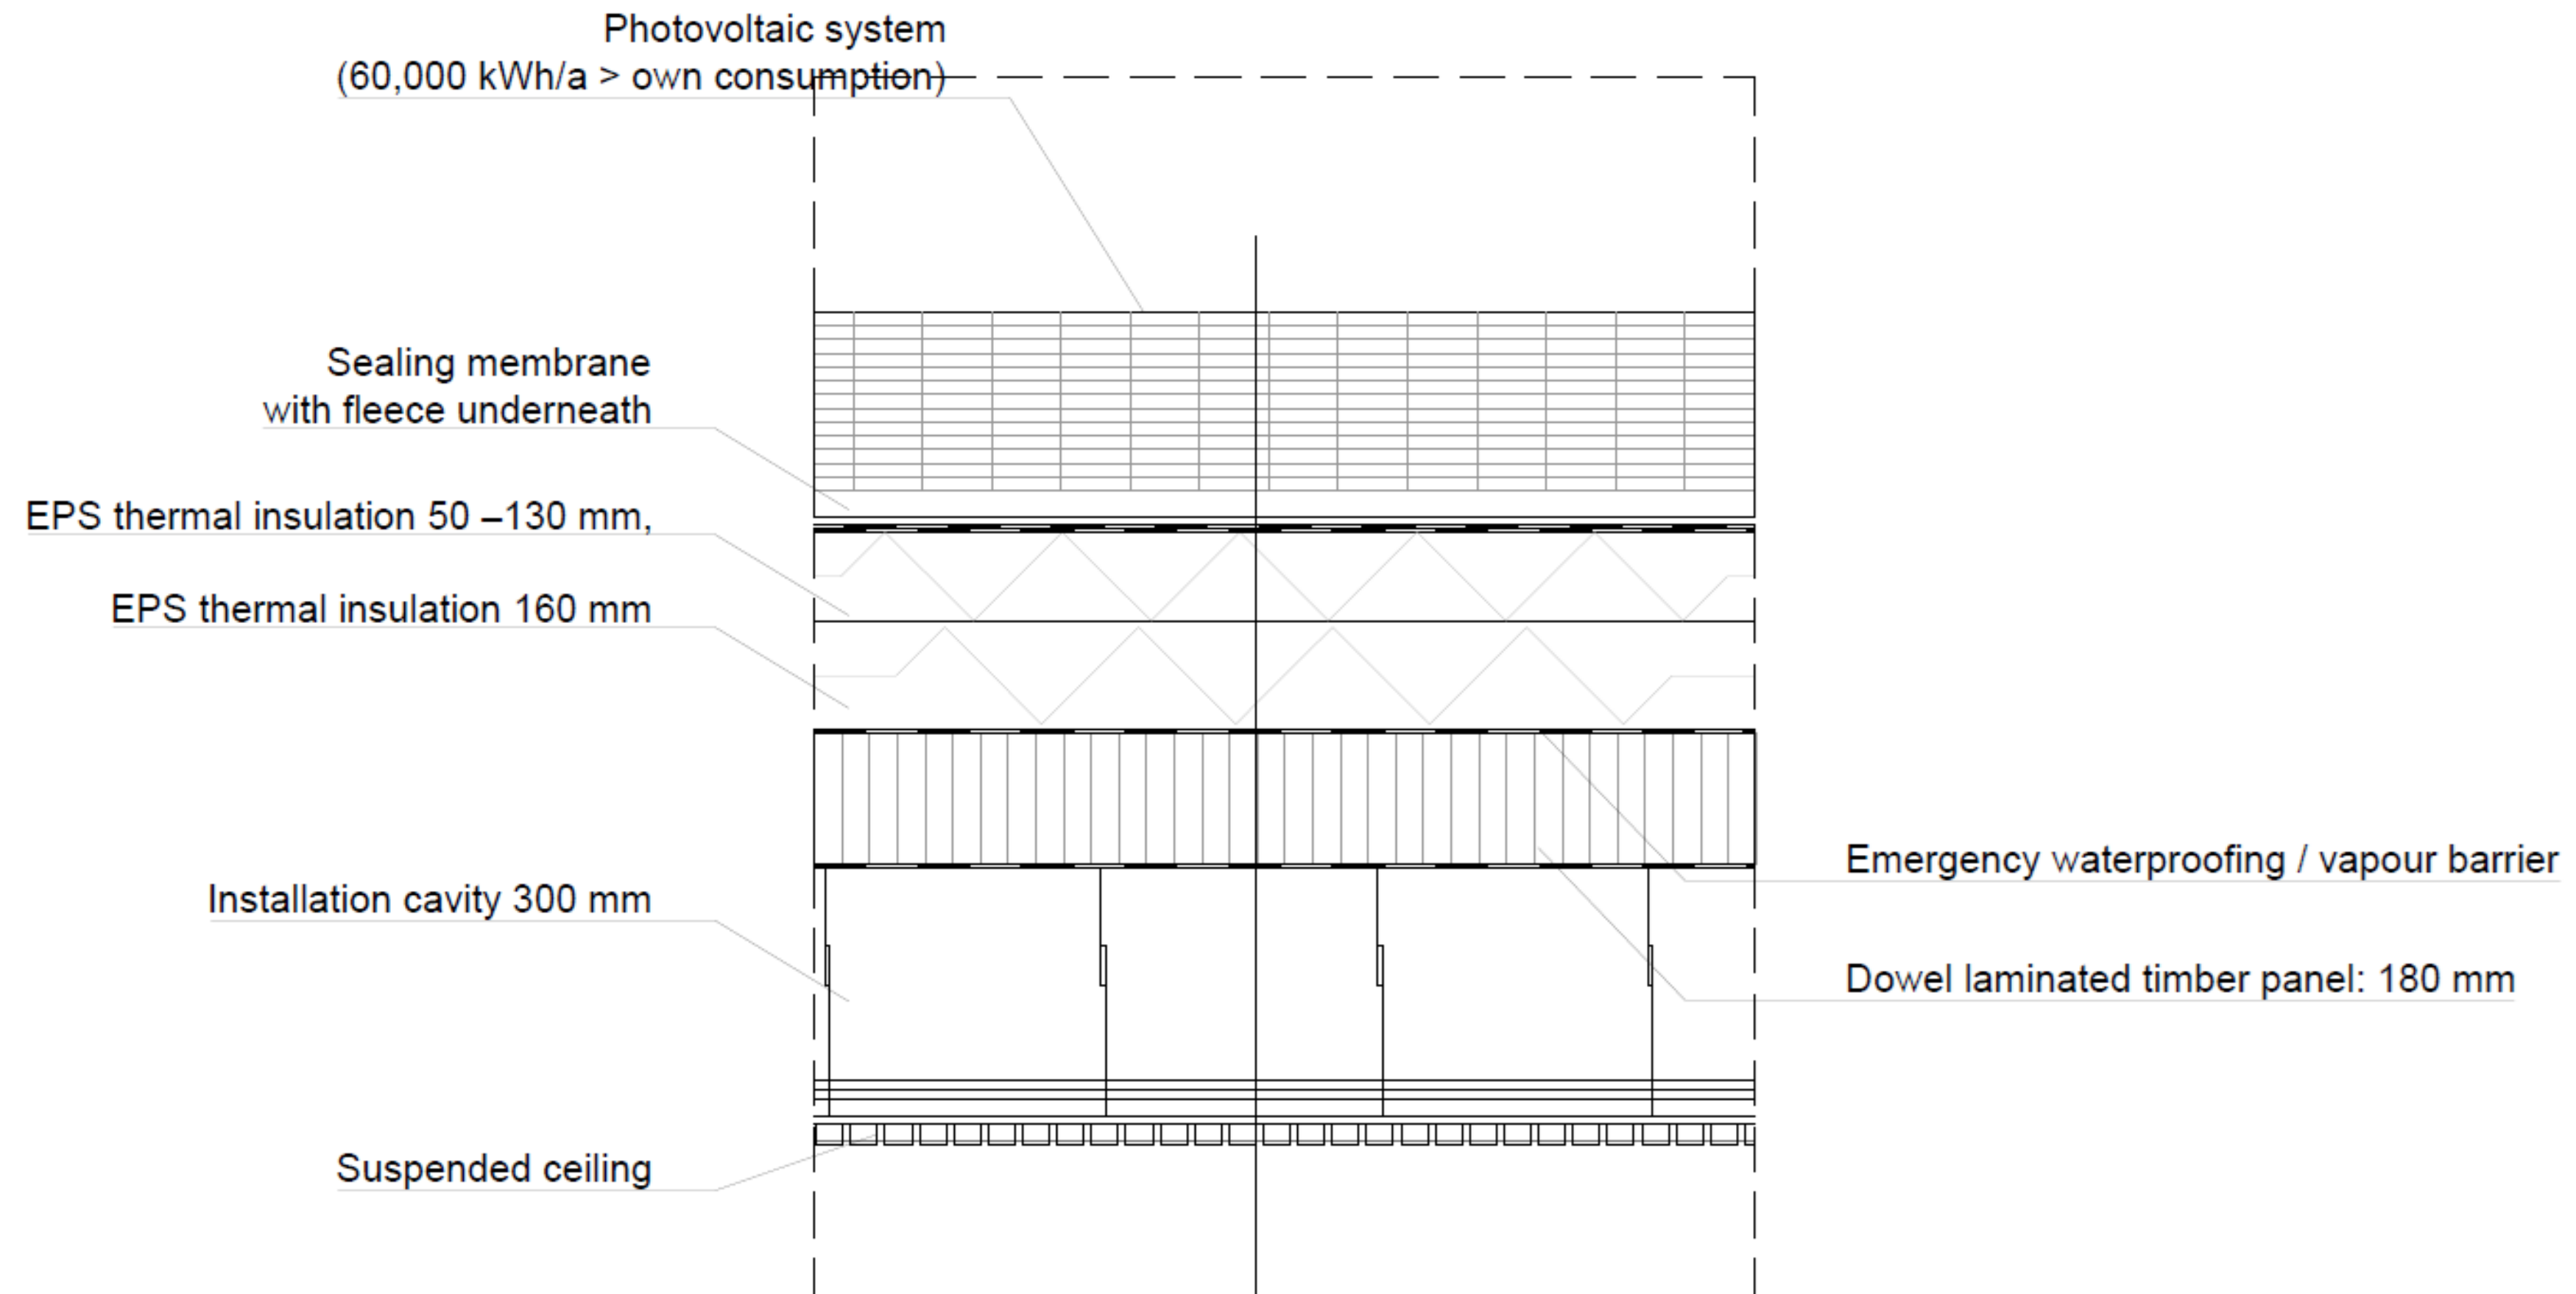 Photovoltaic system
(60,000 kWh/a > own consumption)
Sealing membrane
with fleece underneath
EPS thermal insulation 50 –130 mm,
EPS thermal insulation 160 mm
Installation cavity 300 mm
Suspended ceiling
Emergency waterproofing / vapour barrier
Dowel laminated timber panel: 180 mm